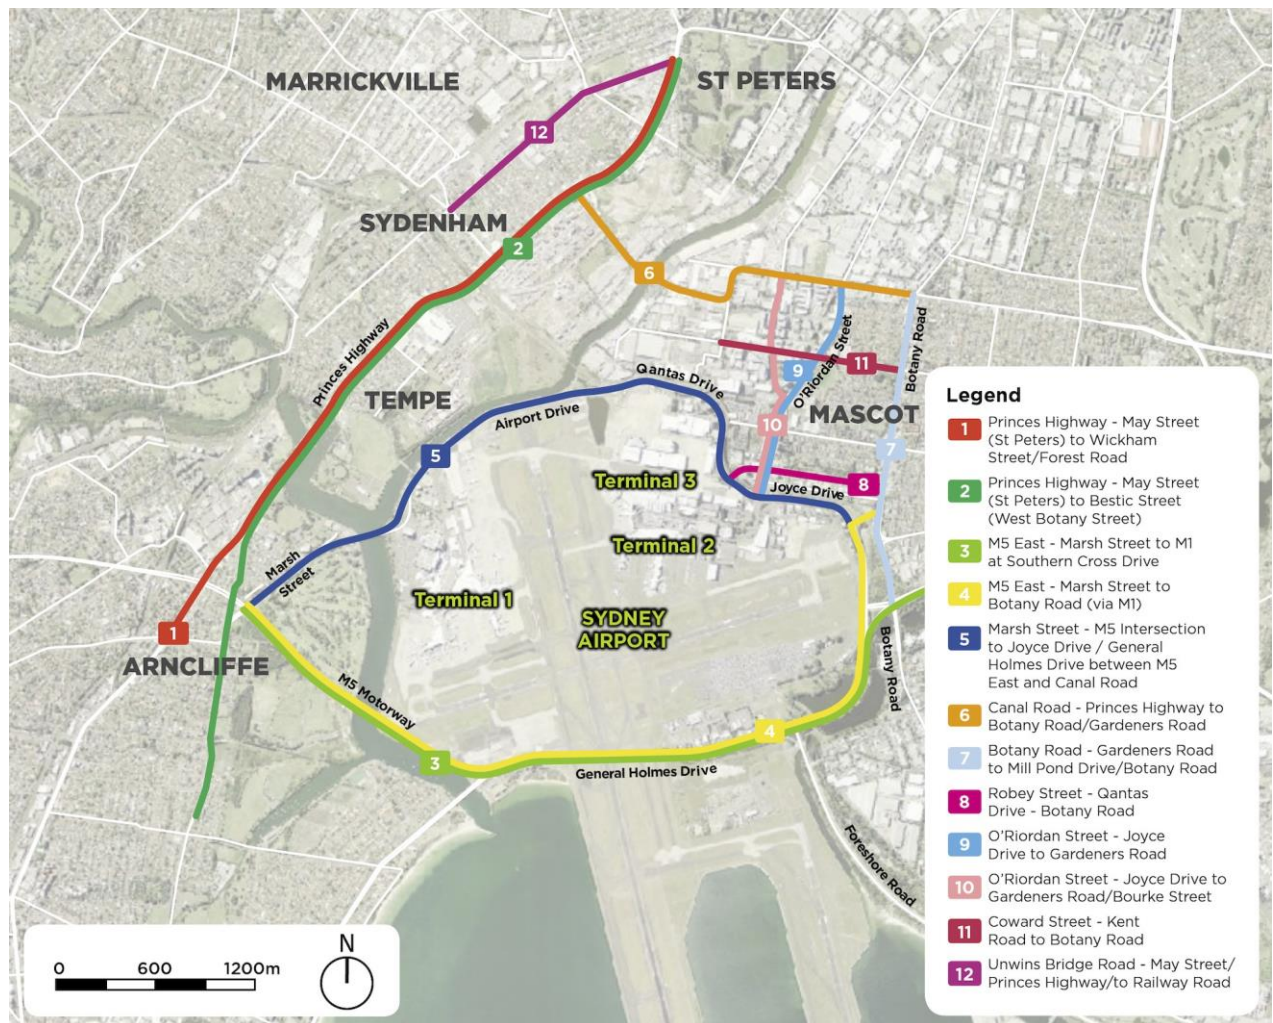 MARRICKVILLE
ST PETERS
12
SYDENHAM
2
6
Princes Highway
TEMPE
Qantas Drive
Airport Drive
5
11
9
O'Riordan Street
Botany Road
MASCOT
10
7
Terminal 3
Joyce Drive
8
Terminal 2
Marsh
Street
Terminal 1
SYDNEY
AIRPORT
1
ARNCLIFFE
M5 Motorway
Botany Road
4
3
General Holmes Drive
Foreshore Road
0 600 1200m
N
Legend
1 Princes Highway - May Street
(St Peters) to Wickham
Street/Forest Road
2 Princes Highway - May Street
(St Peters) to Bestic Street
(West Botany Street)
3 M5 East - Marsh Street to M1
at Southern Cross Drive
4 M5 East - Marsh Street to
Botany Road (via M1)
5 Marsh Street - M5 Intersection
to Joyce Drive / General
Holmes Drive between M5
East and Canal Road
6 Canal Road - Princes Highway to
Botany Road/Gardeners Road
7 Botany Road - Gardeners Road
to Mill Pond Drive/Botany Road
8 Robey Street - Qantas
Drive - Botany Road
9 O'Riordan Street - Joyce
Drive to Gardeners Road
10 O'Riordan Street - Joyce Drive to
Gardeners Road/Bourke Street
11 Coward Street - Kent
Road to Botany Road
12 Unwins Bridge Road - May Street/
Princes Highway/to Railway Road